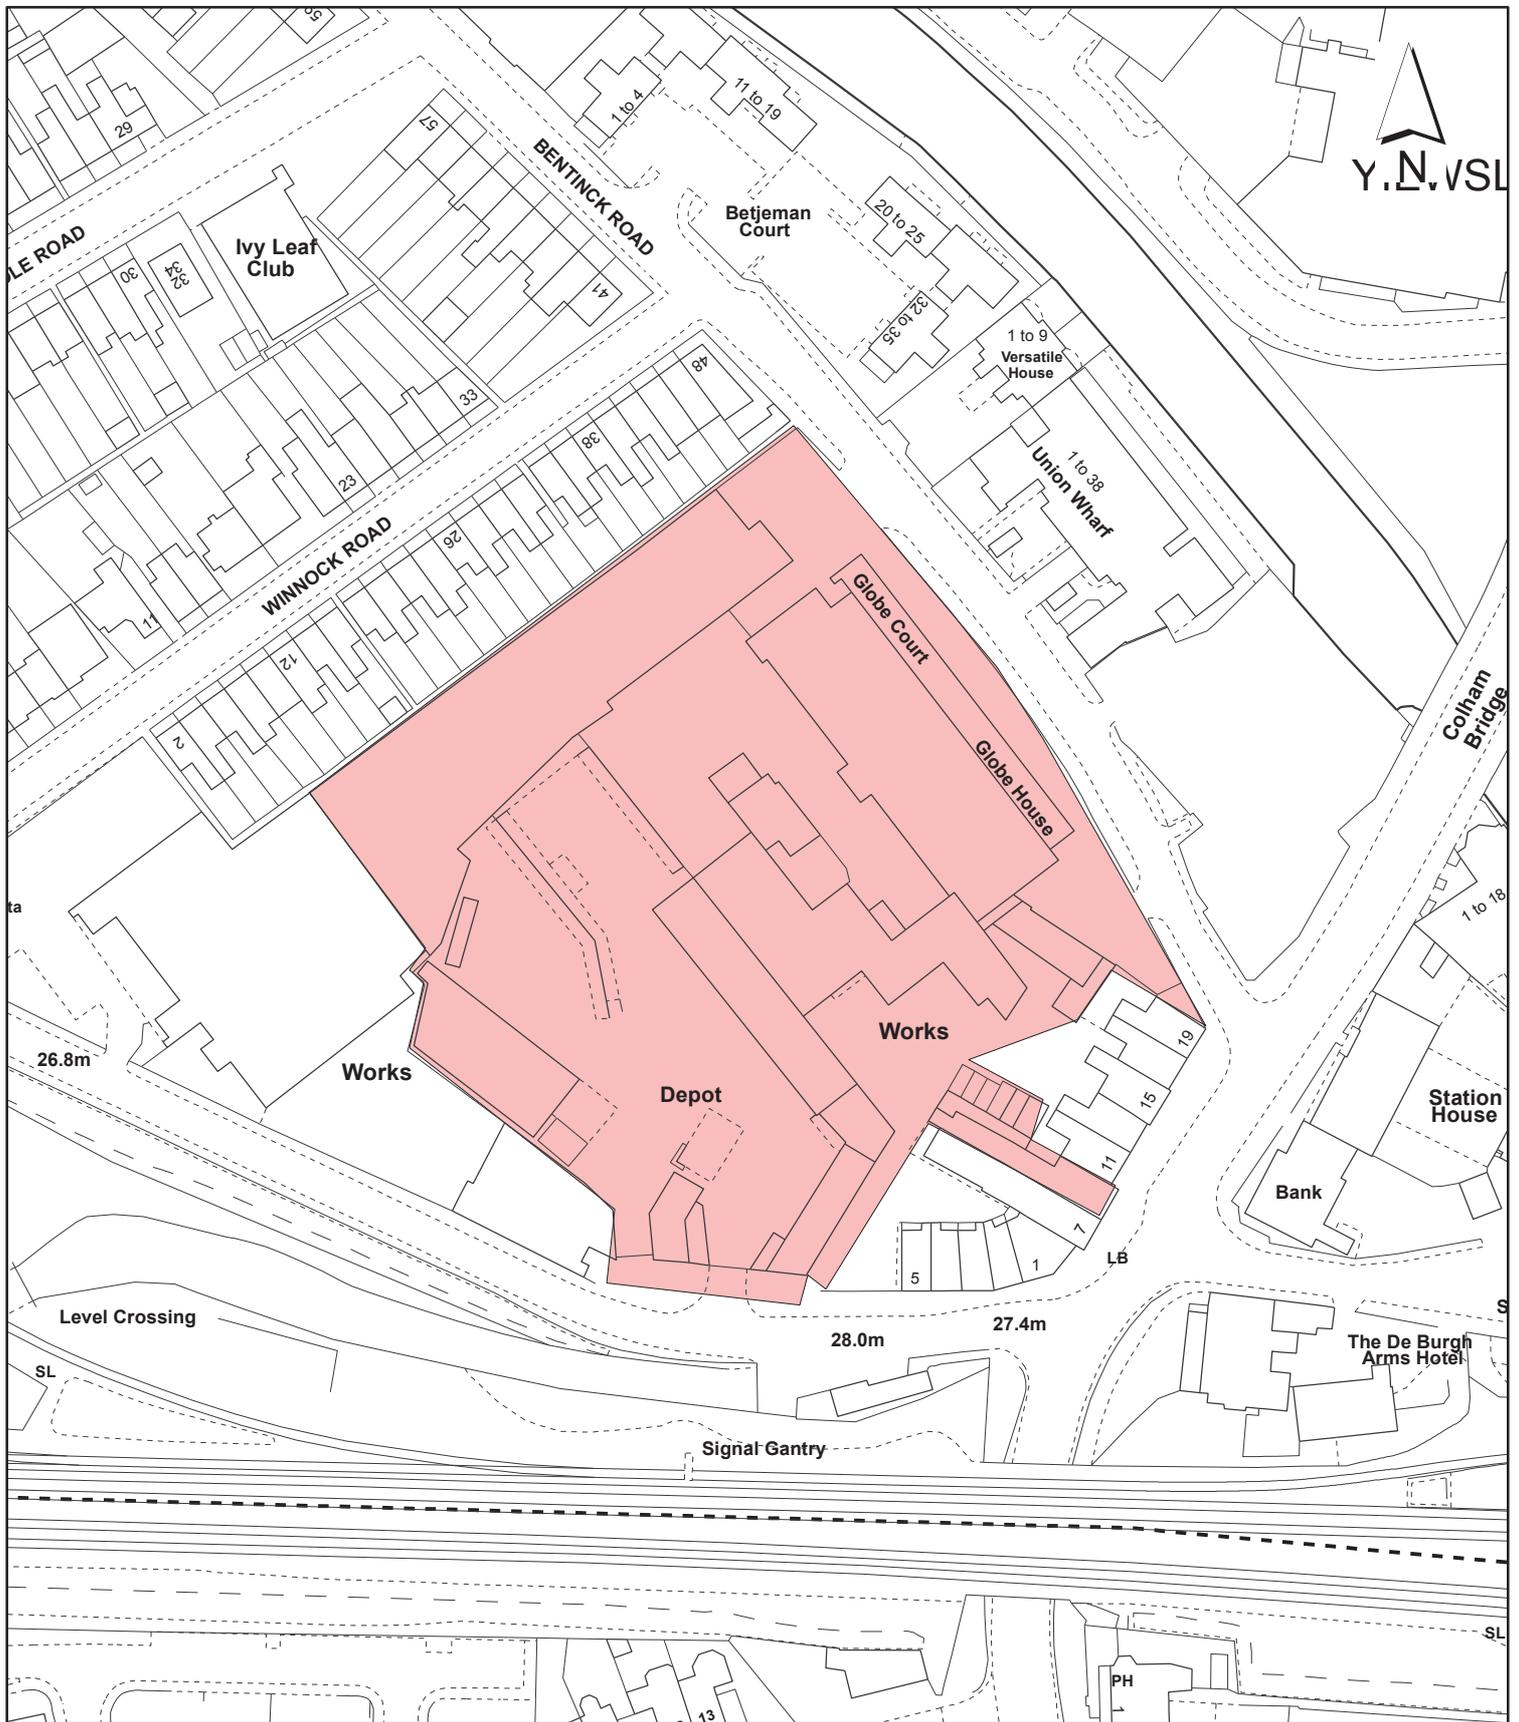 59
29
57
1 to 4
11 to 19
BENTINCK ROAD
N
Betjeman
Court
20 to 25
Ivy Leaf
Club
30
32
34
41
32 to 35
1 to 9
Versatile
House
48
33
38
1 to 38
Union Wharf
23
26
WINNOCK ROAD
Globe Court
11
12
2
Colham
Bridge
Globe House
1 to 18
ta
Works
19
26.8m
Works
Depot
15
Station
House
11
Bank
7
LB
5
1
Level Crossing
27.4m
28.0m
S
The De Burgh
Arms Hotel
SL
Signal Gantry
SL
PH
1
13